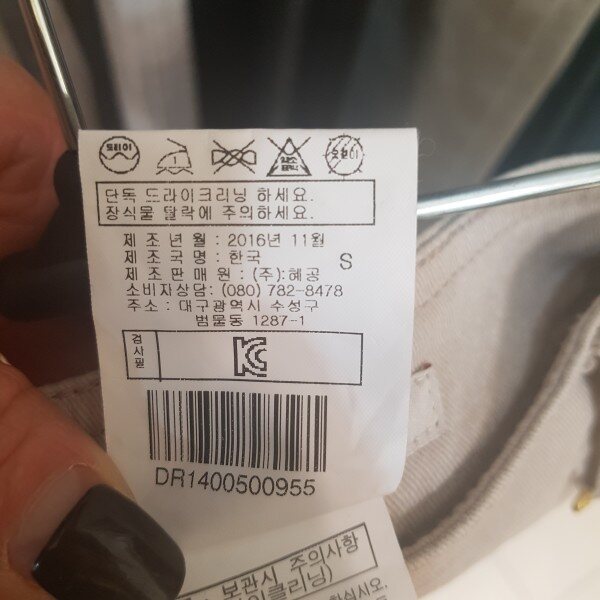 드라이
단독 드라이크리닝 하세요.
장식물 탈락에 주의하세요.
제 조 년 월 : 2016년 11월
제 조 국 명 : 한국 S
제 조 판 매 원 : (주):혜공
소비자상담: (080) 782-8478
주소 : 대구광역시 수성구
범물동 1287-1
검사필
KC
DR1400500955
보관시 주의사항